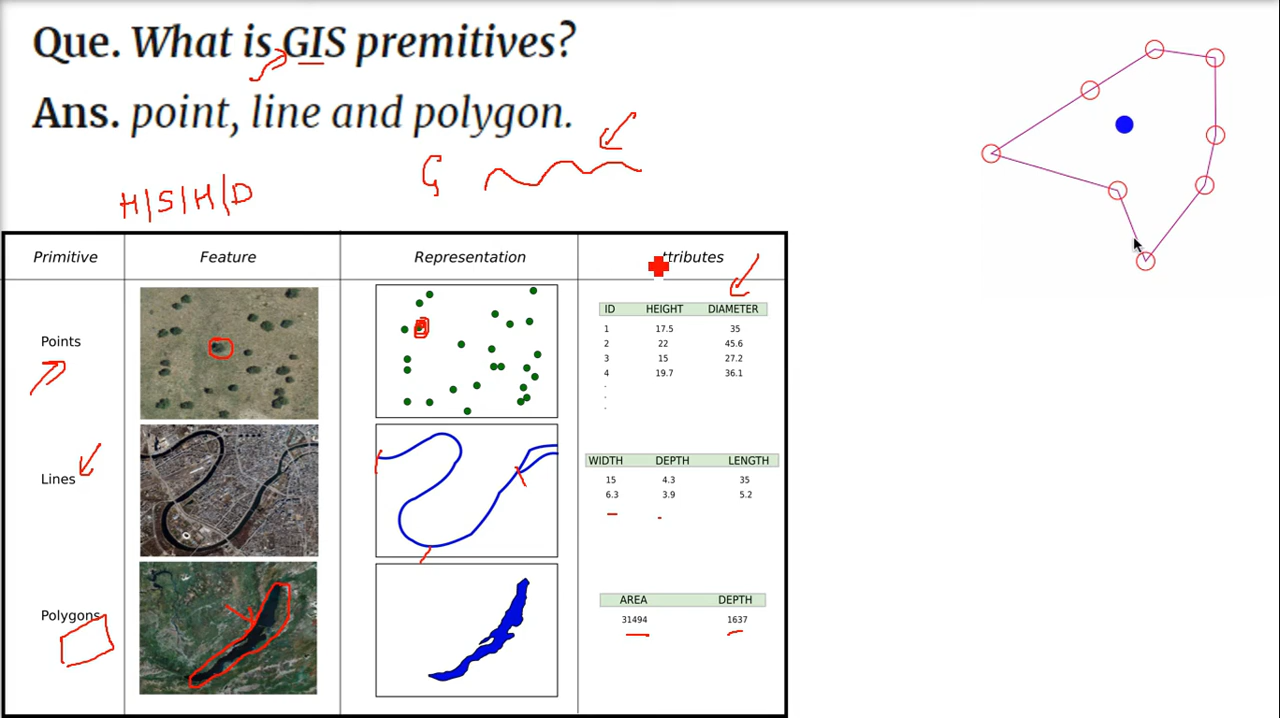 Que. What is GIS premitives?
Ans. point, line and polygon.
H|S|H|D
Primitive Feature Representation ttributes
Points
ID HEIGHT DIAMETER
1 17.5 35
2 22 45.6
3 15 27.2
4 19.7 36.1
.
.
.
Lines
WIDTH DEPTH LENGTH
15 4.3 35
6.3 3.9 5.2
Polygons
AREA DEPTH
31494 1637